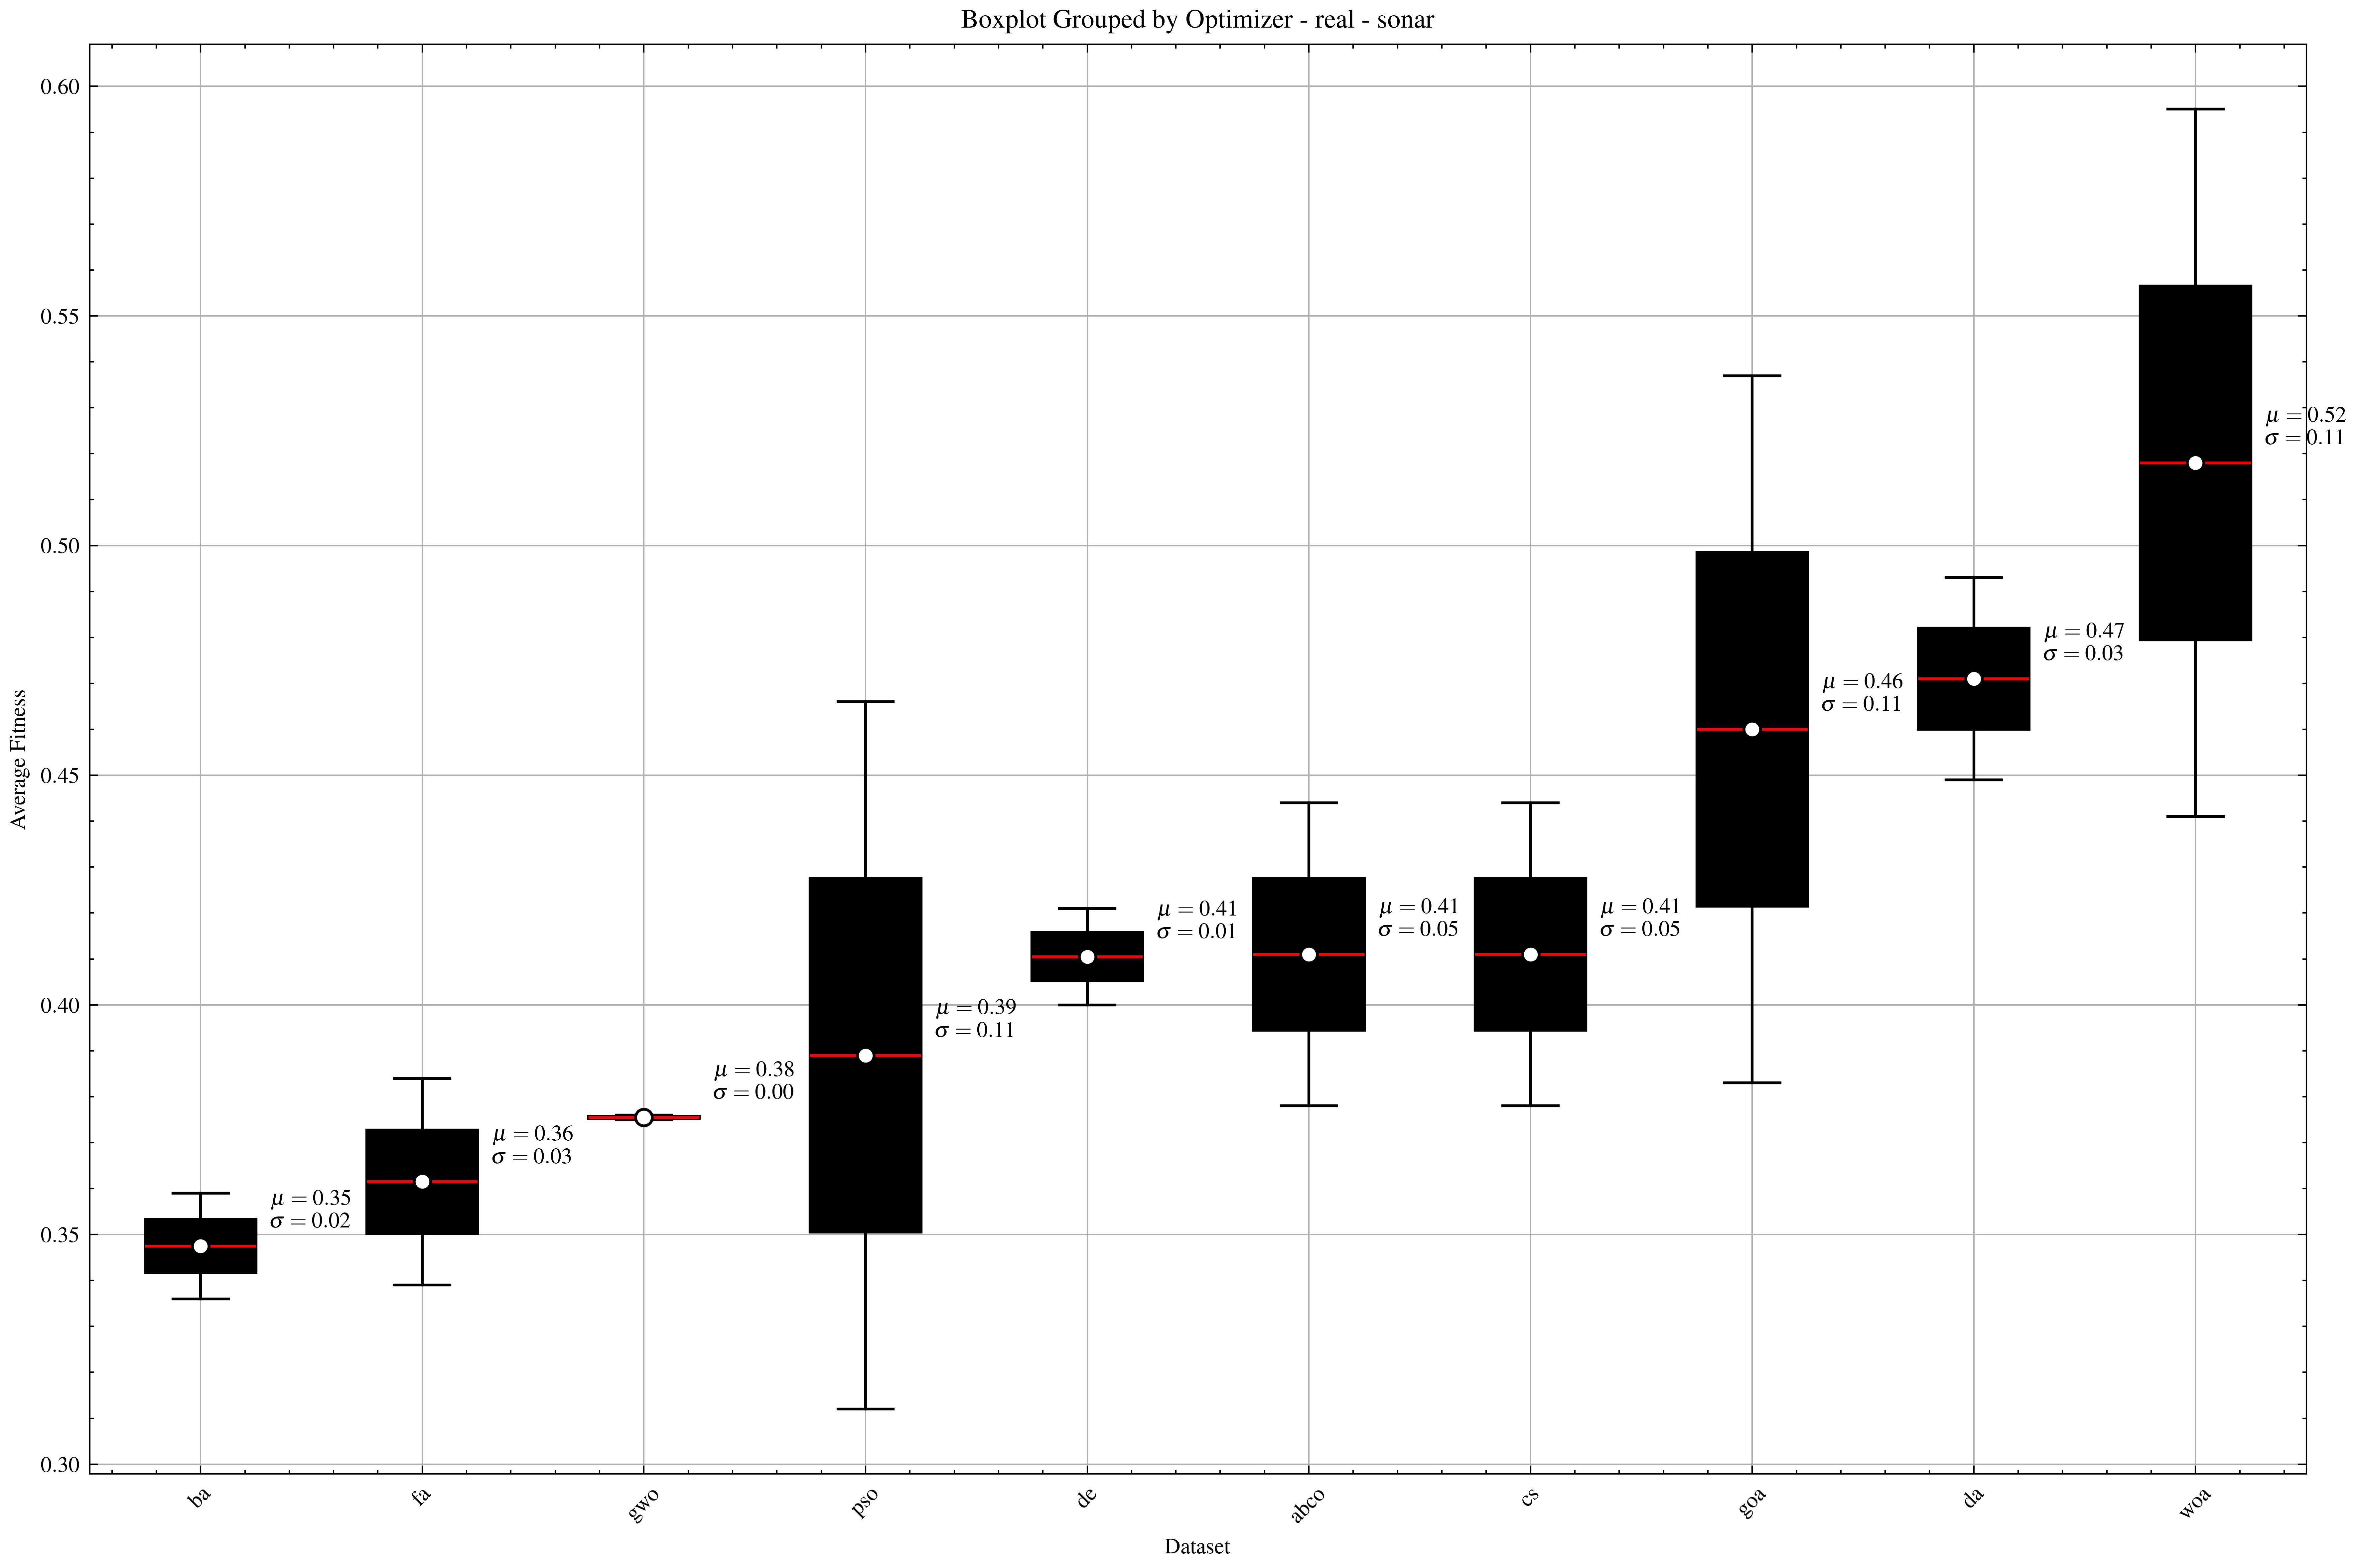 Boxplot Grouped by Optimizer - real - sonar
Average Fitness
0.60
0.55
0.50
0.45
0.40
0.35
0.30
μ = 0.35
σ = 0.02
μ = 0.36
σ = 0.03
μ = 0.38
σ = 0.00
μ = 0.39
σ = 0.11
μ = 0.41
σ = 0.01
μ = 0.41
σ = 0.05
μ = 0.41
σ = 0.05
μ = 0.46
σ = 0.11
μ = 0.47
σ = 0.03
μ = 0.52
σ = 0.11
ba
fa
gwo
pso
de
abco
cs
goa
da
woa
Dataset